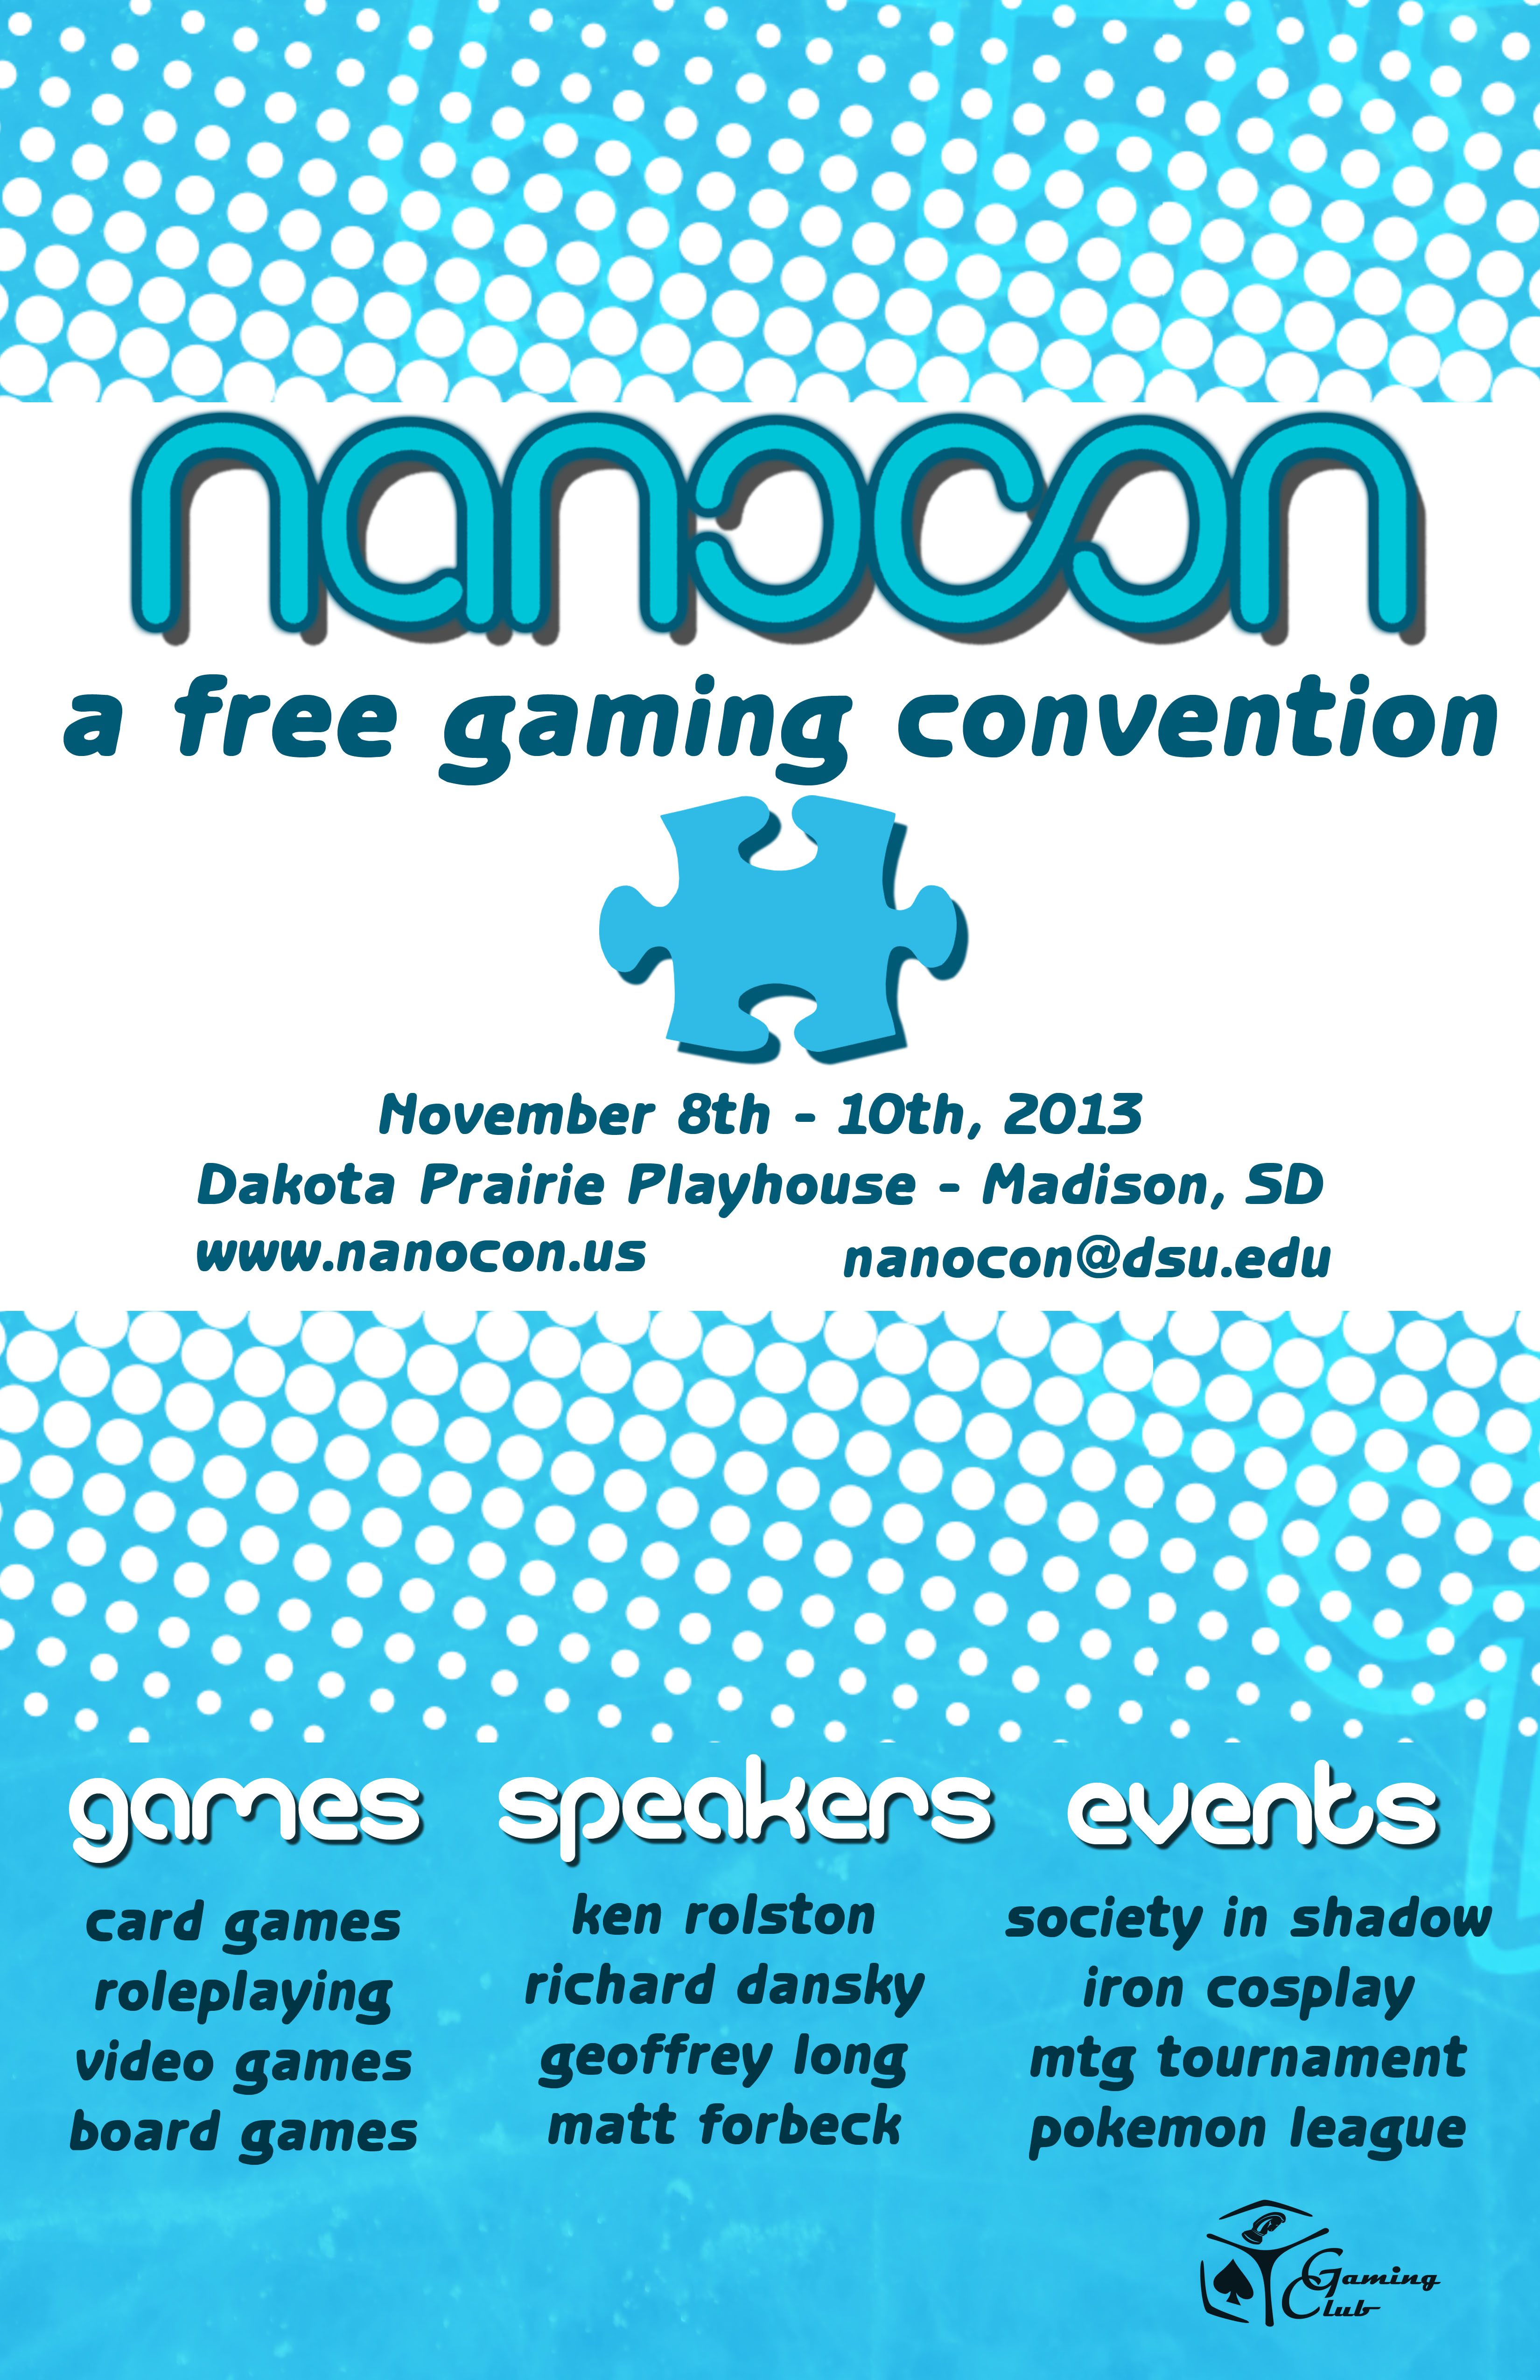 nanocon
a free gaming convention
November 8th - 10th, 2013
Dakota Prairie Playhouse - Madison, SD
www.nanocon.us nanocon@dsu.edu
games
card games
roleplaying
video games
board games
speakers
ken rolston
richard dansky
geoffrey long
matt forbeck
events
society in shadow
iron cosplay
mtg tournament
pokemon league
Gaming
Club